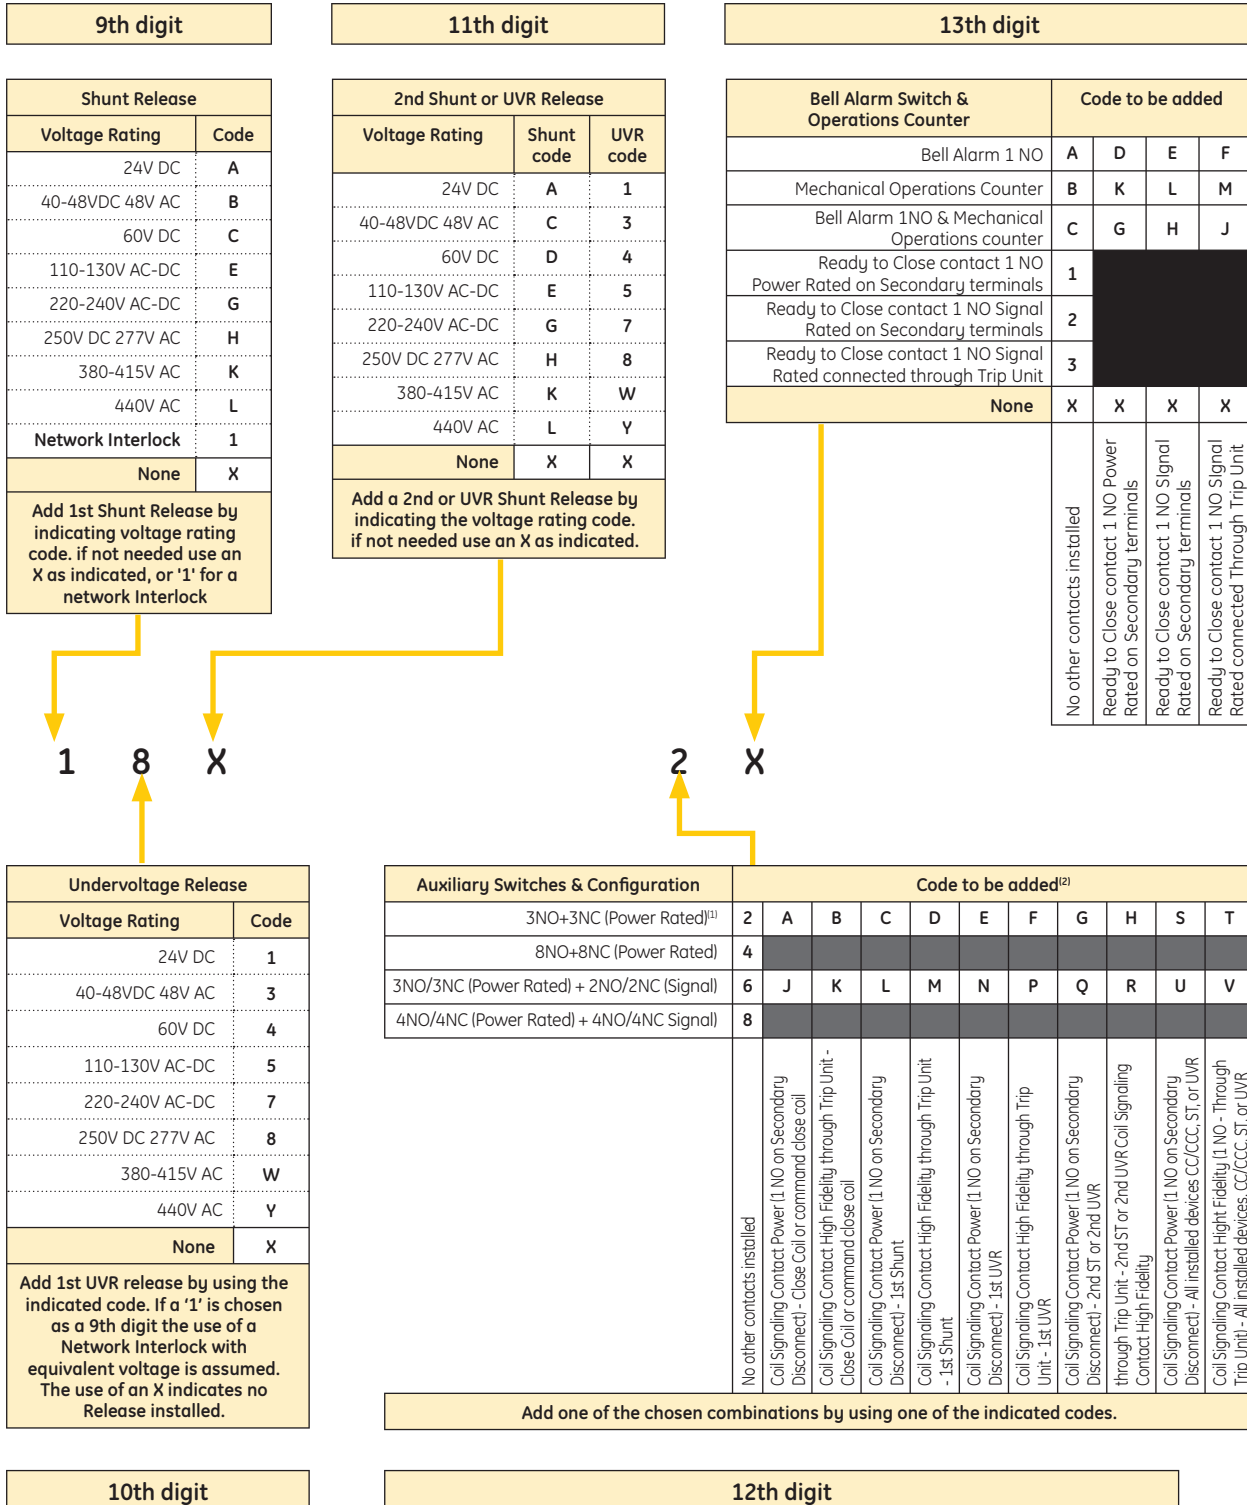 9th digit
11th digit
13th digit
Shunt Release
Voltage Rating Code
24V DC A
40-48VDC 48V AC B
60V DC C
110-130V AC-DC E
220-240V AC-DC G
250V DC 277V AC H
380-415V AC K
440V AC L
Network Interlock 1
None X
Add 1st Shunt Release by
indicating voltage rating
code. if not needed use an
X as indicated, or '1' for a
network Interlock
2nd Shunt or UVR Release
Voltage Rating Shunt code UVR code
24V DC A 1
40-48VDC 48V AC C 3
60V DC D 4
110-130V AC-DC E 5
220-240V AC-DC G 7
250V DC 277V AC H 8
380-415V AC K W
440V AC L Y
None X X
Add a 2nd or UVR Shunt Release by
indicating the voltage rating code.
if not needed use an X as indicated.
Bell Alarm Switch &
Operations Counter
Code to be added
Bell Alarm 1 NO A D E F
Mechanical Operations Counter B K L M
Bell Alarm 1NO & Mechanical
Operations counter C G H J
Ready to Close contact 1 NO
Power Rated on Secondary terminals 1
Ready to Close contact 1 NO Signal
Rated on Secondary terminals 2
Ready to Close contact 1 NO Signal
Rated connected through Trip Unit 3
None X X X X
No other contacts installed
Ready to Close contact 1 NO Power
Rated on Secondary terminals
Ready to Close contact 1 NO SIgnal
Rated on Secondary terminals
Ready to Close contact 1 NO SIgnal
Rated connected Through Trip Unit
1 8 X 2 X
Undervoltage Release
Voltage Rating Code
24V DC 1
40-48VDC 48V AC 3
60V DC 4
110-130V AC-DC 5
220-240V AC-DC 7
250V DC 277V AC 8
380-415V AC W
440V AC Y
None X
Add 1st UVR release by using the
indicated code. If a ‘1’ is chosen
as a 9th digit the use of a
Network Interlock with
equivalent voltage is assumed.
The use of an X indicates no
Release installed.
Auxiliary Switches & Configuration Code to be added(2)
3NO+3NC (Power Rated)(1) 2 A B C D E F G H S T
8NO+8NC (Power Rated) 4
3NO/3NC (Power Rated) + 2NO/2NC (Signal) 6 J K L M N P Q R U V
4NO/4NC (Power Rated) + 4NO/4NC Signal) 8
No other contacts installed
Coil Signaling Contact Power (1 NO on Secondary
Disconnect) - Close Coil or command close coil
Coil Signaling Contact High Fidelity through Trip Unit -
Close Coil or command close coil
Coil Signaling Contact Power (1 NO on Secondary
Disconnect) - 1st Shunt
Coil Signaling Contact High Fidelity through Trip Unit
- 1st Shunt
Coil Signaling Contact Power (1 NO on Secondary
Disconnect) - 1st UVR
Coil Signaling Contact High Fidelity through Trip
Unit - 1st UVR
Coil Signaling Contact Power (1 NO on Secondary
Disconnect) - 2nd ST or 2nd UVR
through Trip Unit - 2nd ST or 2nd UVR Coil Signaling
Contact High Fidelity
Coil Signaling Contact Power (1 NO on Secondary
Disconnect) - All installed devices CC/CCC, ST, or UVR
Coil Signaling Contact Hight Fidelity (1 NO - Through
Trip Unit) - All installed devices, CC/CCC, ST, or UVR
Add one of the chosen combinations by using one of the indicated codes.
10th digit
12th digit